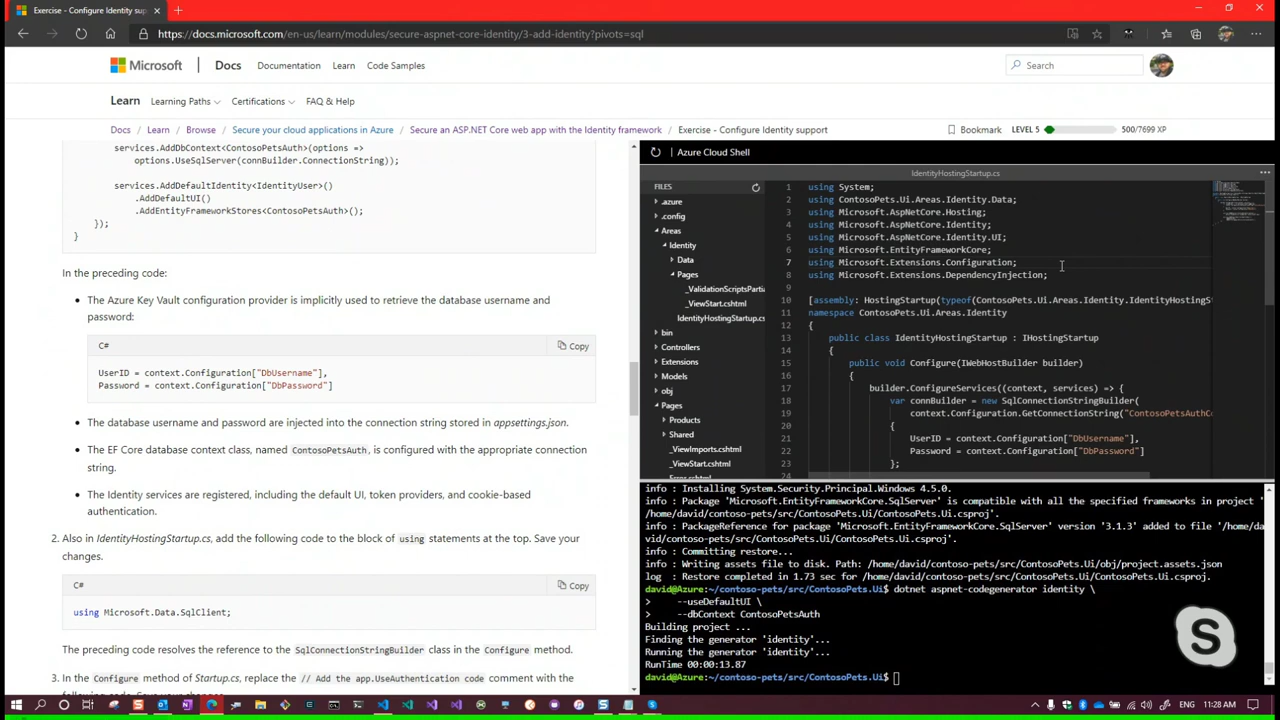 Exercise - Configure Identity sup
https://docs.microsoft.com/en-us/learn/modules/secure-aspnet-core-identity/3-add-identity?pivots=sql
Microsoft
Docs
Documentation
Learn
Code Samples
Search
Learn
Learning Paths
Certifications
FAQ & Help
Docs / Learn / Browse / Secure your cloud applications in Azure / Secure an ASP.NET Core web app with the Identity framework / Exercise - Configure Identity support
Bookmark
LEVEL 5
500/7699 XP
services.AddDbContext<ContosoPetsAuth>(options =>
options.UseSqlServer(connBuilder.ConnectionString));
services.AddDefaultIdentity<IdentityUser>()
.AddDefaultUI()
.AddEntityFrameworkStores<ContosoPetsAuth>();
});
}
In the preceding code:
• The Azure Key Vault configuration provider is implicitly used to retrieve the database username and
password:
C#
Copy
UserID = context.Configuration["DbUsername"],
Password = context.Configuration["DbPassword"]
• The database username and password are injected into the connection string stored in appsettings.json.
• The EF Core database context class, named ContosoPetsAuth, is configured with the appropriate connection
string.
• The Identity services are registered, including the default UI, token providers, and cookie-based
authentication.
2. Also in IdentityHostingStartup.cs, add the following code to the block of using statements at the top. Save your
changes.
C#
Copy
using Microsoft.Data.SqlClient;
The preceding code resolves the reference to the SqlConnectionStringBuilder class in the Configure method.
3. In the Configure method of Startup.cs, replace the // Add the app.UseAuthentication code comment with the
Azure Cloud Shell
IdentityHostingStartup.cs
FILES
.azure
.config
Areas
Identity
Data
Pages
_ValidationScriptsPartia
_ViewStart.cshtml
IdentityHostingStartup.cs
bin
Controllers
Extensions
Models
obj
Pages
Products
Shared
_ViewImports.cshtml
_ViewStart.cshtml
Error.cshtml
1 using System;
2 using ContosoPets.Ui.Areas.Identity.Data;
3 using Microsoft.AspNetCore.Hosting;
4 using Microsoft.AspNetCore.Identity;
5 using Microsoft.AspNetCore.Identity.UI;
6 using Microsoft.EntityFrameworkCore;
7 using Microsoft.Extensions.Configuration;
8 using Microsoft.Extensions.DependencyInjection;
9
10 [assembly: HostingStartup(typeof(ContosoPets.Ui.Areas.Identity.IdentityHostingS
11 namespace ContosoPets.Ui.Areas.Identity
12 {
13 public class IdentityHostingStartup : IHostingStartup
14 {
15 public void Configure(IWebHostBuilder builder)
16 {
17 builder.ConfigureServices((context, services) => {
18 var connBuilder = new SqlConnectionStringBuilder(
19 context.Configuration.GetConnectionString("ContosoPetsAuthCo
20 {
21 UserID = context.Configuration["DbUsername"],
22 Password = context.Configuration["DbPassword"]
23 };
info : Installing System.Security.Principal.Windows 4.5.0.
info : Package 'Microsoft.EntityFrameworkCore.SqlServer' is compatible with all the specified frameworks in project '
/home/david/contoso-pets/src/ContosoPets.Ui/ContosoPets.Ui.csproj'.
info : PackageReference for package 'Microsoft.EntityFrameworkCore.SqlServer' version '3.1.3' added to file '/home/da
vid/contoso-pets/src/ContosoPets.Ui/ContosoPets.Ui.csproj'.
info : Committing restore...
info : Writing assets file to disk. Path: /home/david/contoso-pets/src/ContosoPets.Ui/obj/project.assets.json
log : Restore completed in 1.73 sec for /home/david/contoso-pets/src/ContosoPets.Ui/ContosoPets.Ui.csproj.
david@Azure:~/contoso-pets/src/ContosoPets.Ui$ dotnet aspnet-codegenerator identity \
> --useDefaultUI \
> --dbContext ContosoPetsAuth
Building project ...
Finding the generator 'identity'...
Running the generator 'identity'...
RunTime 00:00:13.87
david@Azure:~/contoso-pets/src/ContosoPets.Ui$
ENG
11:28 AM